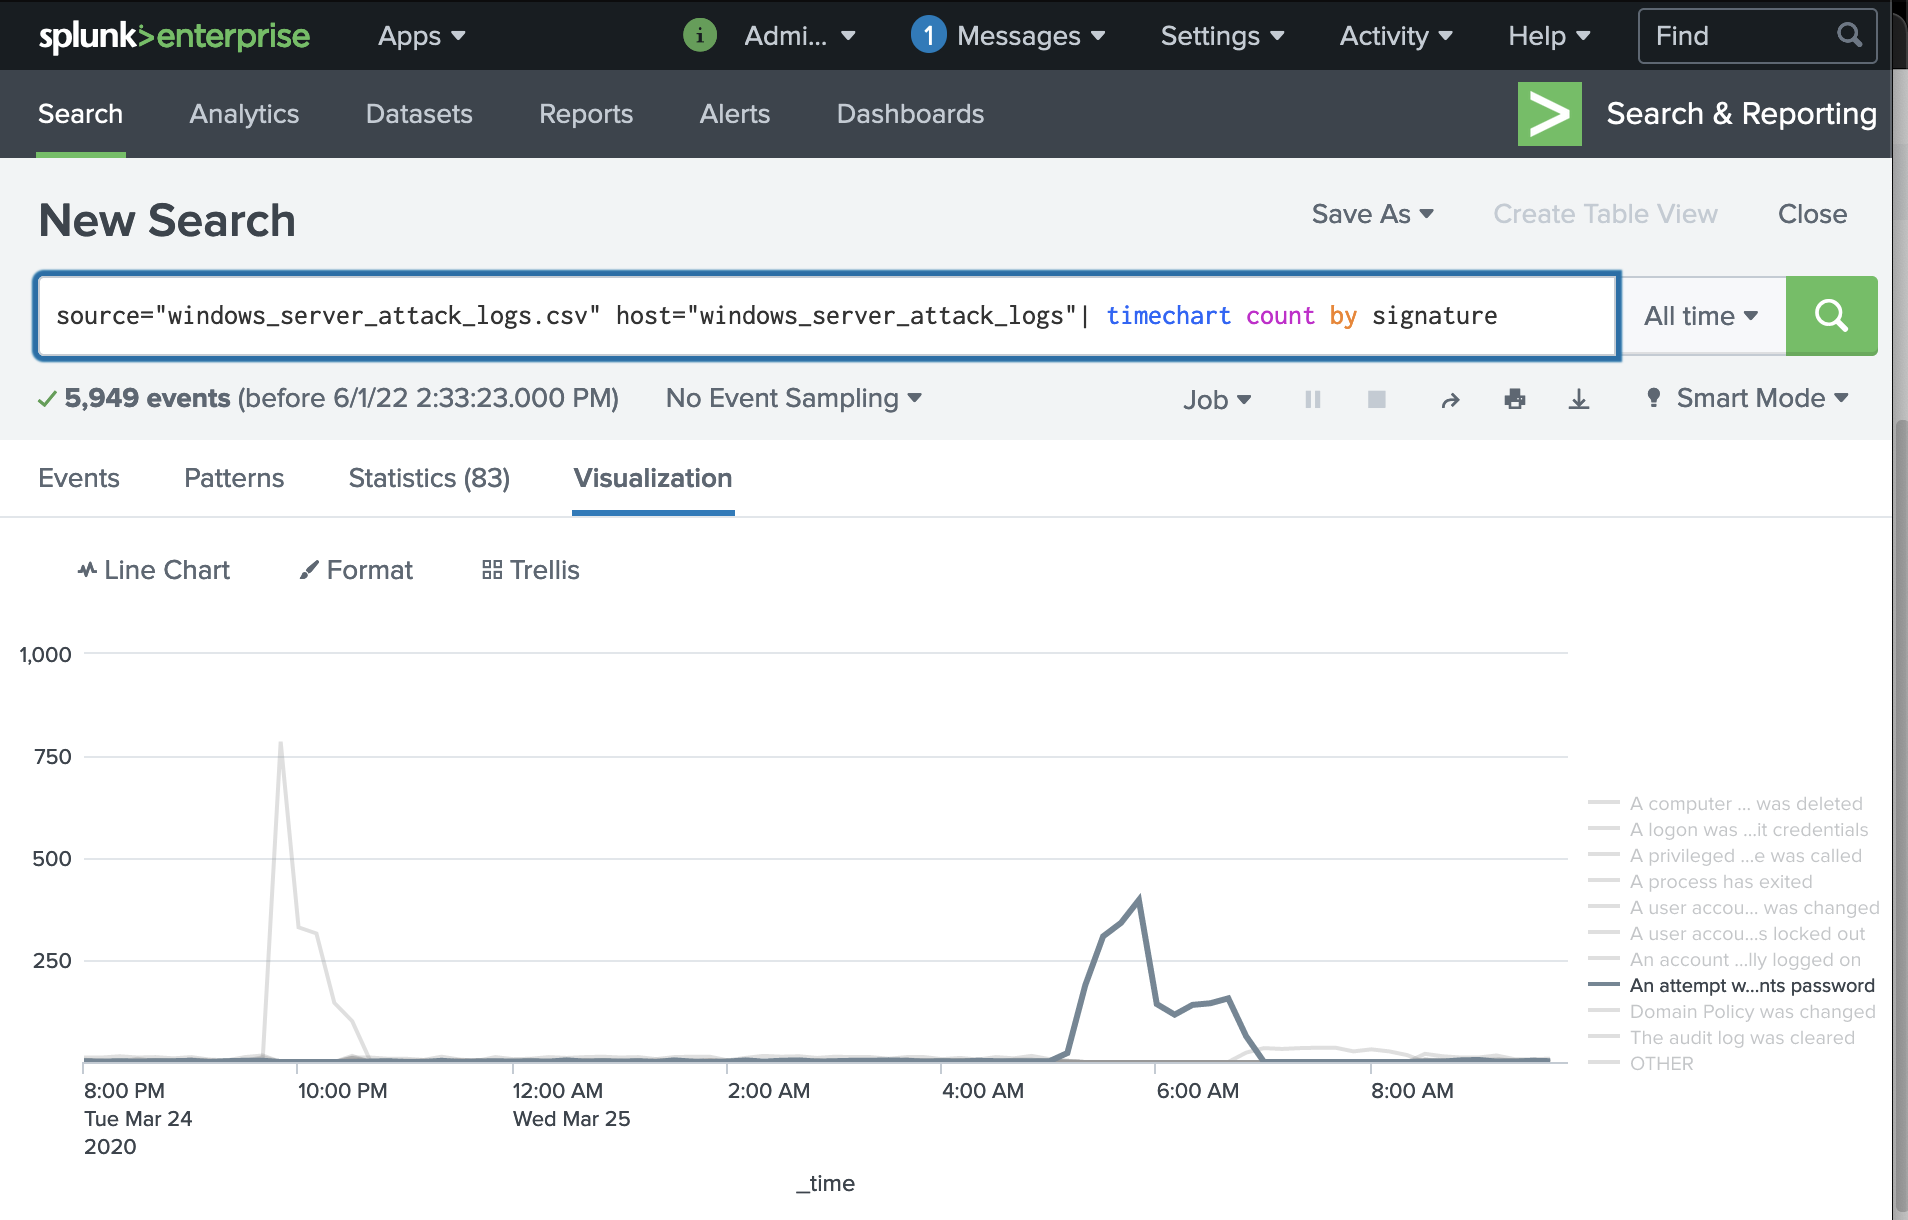 splunk>enterprise Apps i Admi... 1 Messages Settings Activity Help Find
Search Analytics Datasets Reports Alerts Dashboards Search & Reporting
New Search Save As Create Table View Close
source="windows_server_attack_logs.csv" host="windows_server_attack_logs"| timechart count by signature All time
5,949 events (before 6/1/22 2:33:23.000 PM) No Event Sampling Job Smart Mode
Events Patterns Statistics (83) Visualization
Line Chart Format Trellis
1,000
750
500
250
A computer ... was deleted
A logon was ...it credentials
A privileged ...e was called
A process has exited
A user accou... was changed
A user accou...s locked out
An account ...lly logged on
An attempt w...nts password
Domain Policy was changed
The audit log was cleared
OTHER
8:00 PM 10:00 PM 12:00 AM 2:00 AM 4:00 AM 6:00 AM 8:00 AM
Tue Mar 24 Wed Mar 25
2020
_time